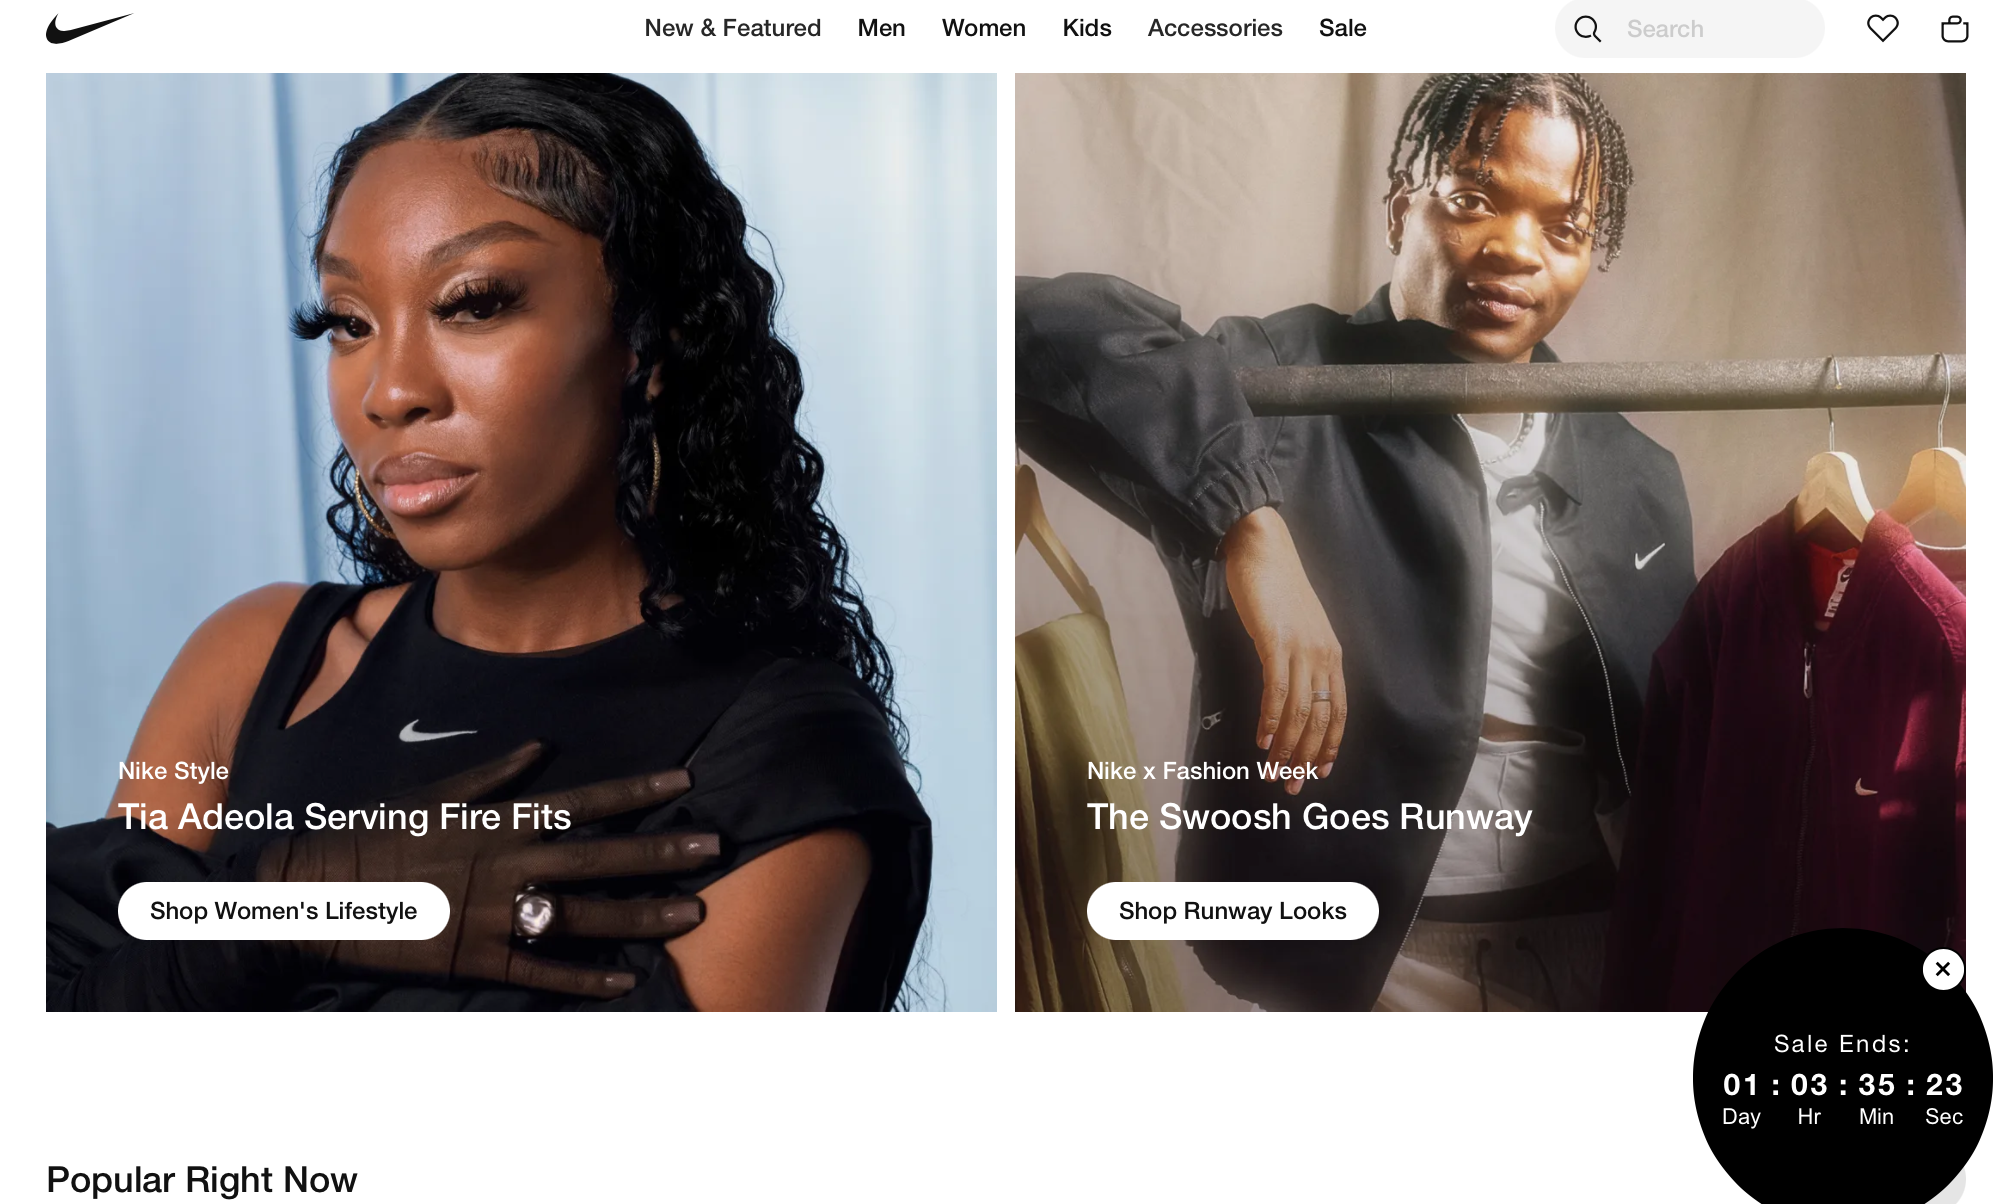 New & Featured Men Women Kids Accessories Sale Search
Nike Style
Tia Adeola Serving Fire Fits
Shop Women's Lifestyle
Nike x Fashion Week
The Swoosh Goes Runway
Shop Runway Looks
Sale Ends:
01 : 03 : 35 : 23
Day Hr Min Sec
Popular Right Now